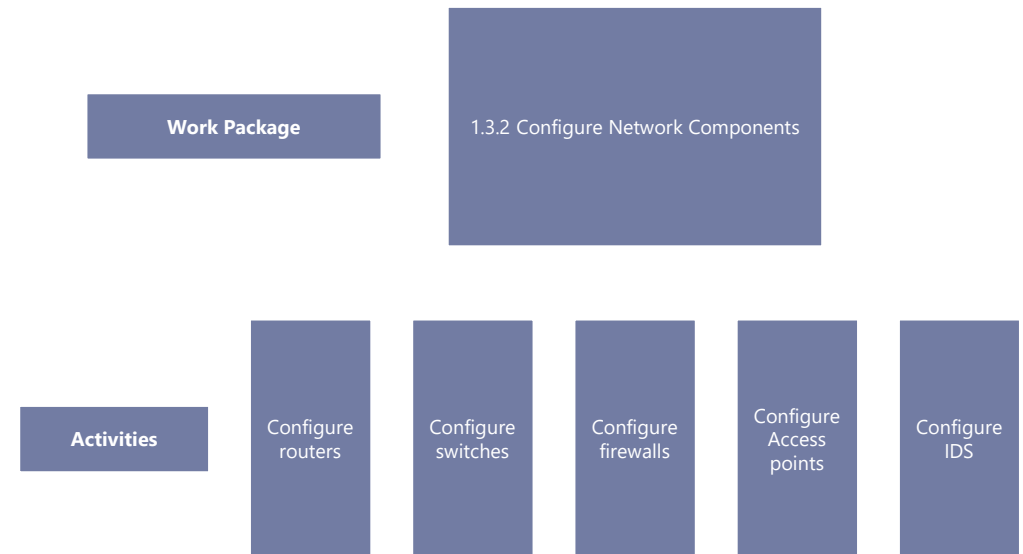 Work Package
1.3.2 Configure Network Components
Activities
Configure
routers
Configure
switches
Configure
firewalls
Configure
Access
points
Configure
IDS